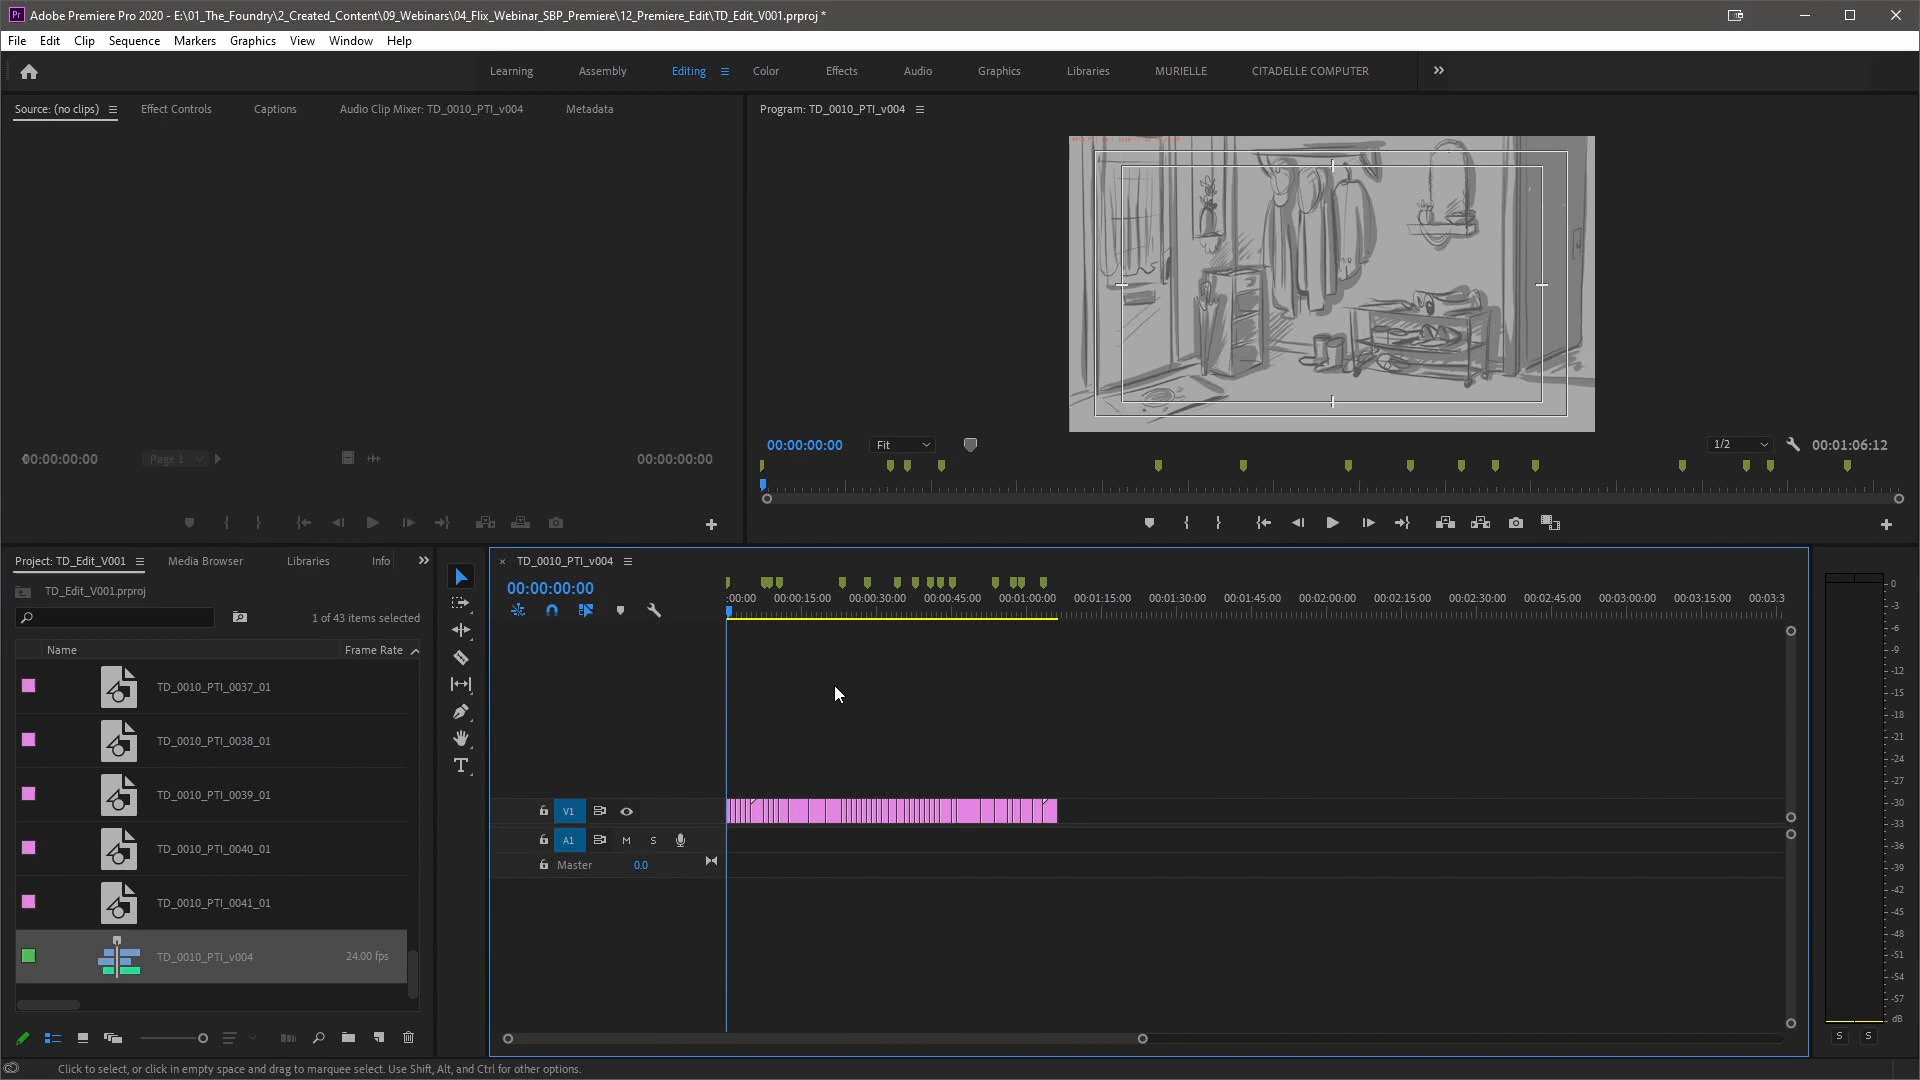 Pr Adobe Premiere Pro 2020 - E:\01_The_Foundry\2_Created_Content\09_Webinars\04_Flix_Webinar_SBP_Premiere\12_Premiere_Edit\TD_Edit_V001.prproj *
File Edit Clip Sequence Markers Graphics View Window Help
Learning Assembly Editing Color Effects Audio Graphics Libraries MURIELLE CITADELLE COMPUTER
Source: (no clips) Effect Controls Captions Audio Clip Mixer: TD_0010_PTI_v004 Metadata
Program: TD_0010_PTI_v004
00:00:00:00 Fit 1/2 00:01:06:12
00:00:00:00 Page 1 00:00:00:00
Project: TD_Edit_V001 Media Browser Libraries Info
TD_0010_PTI_v004
TD_Edit_V001.prproj
00:00:00:00
:00:00 00:00:15:00 00:00:30:00 00:00:45:00 00:01:00:00 00:01:15:00 00:01:30:00 00:01:45:00 00:02:00:00 00:02:15:00 00:02:30:00 00:02:45:00 00:03:00:00 00:03:15:00 00:03:3
1 of 43 items selected
Name Frame Rate
TD_0010_PTI_0037_01
TD_0010_PTI_0038_01
TD_0010_PTI_0039_01
TD_0010_PTI_0040_01
TD_0010_PTI_0041_01
TD_0010_PTI_v004 24.00 fps
V1
A1 M S
Master 0.0
0
-3
-6
-9
-12
-15
-18
-21
-24
-27
-30
-33
-36
-39
-42
-45
-48
-51
-54
-57
dB
S S
Click to select, or click in empty space and drag to marquee select. Use Shift, Alt, and Ctrl for other options.